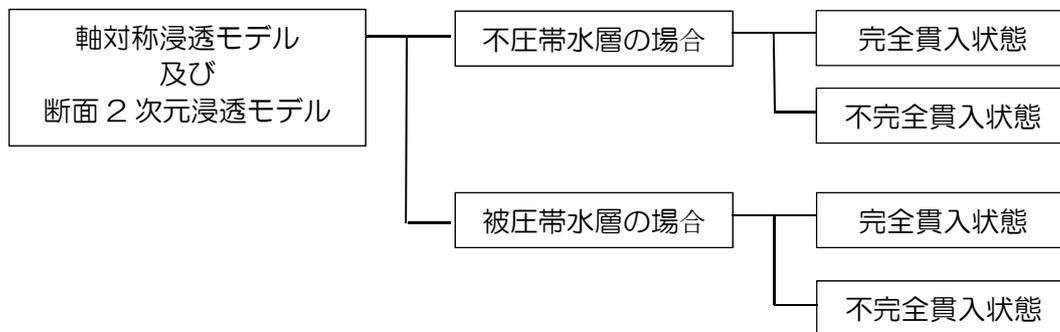 軸対称浸透モデル
及び
断面２次元浸透モデル
不圧帯水層の場合
完全貫入状態
不完全貫入状態
被圧帯水層の場合
完全貫入状態
不完全貫入状態